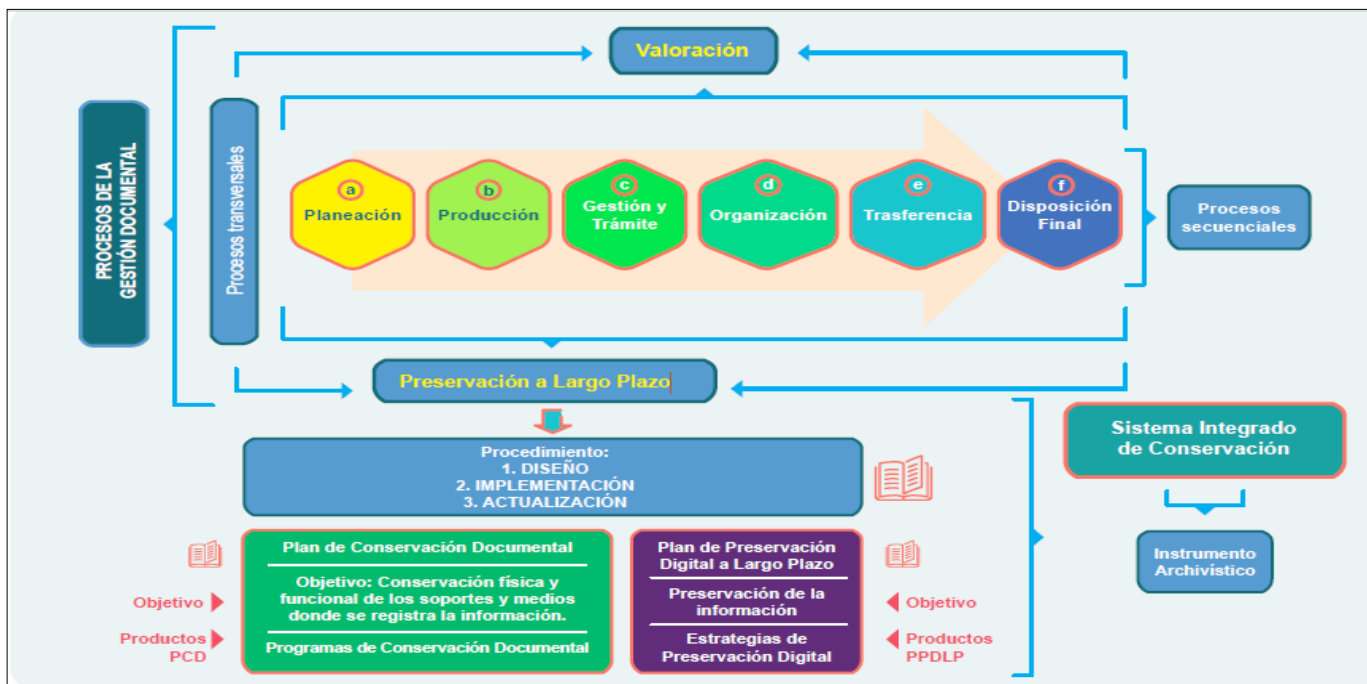 PROCESOS DE LA
GESTIÓN DOCUMENTAL
Procesos transversales
Valoración
a
Planeación
b
Producción
c
Gestión y
Trámite
d
Organización
e
Trasferencia
f
Disposición
Final
Procesos
secuenciales
Preservación a Largo Plazo
Procedimiento:
1. DISEÑO
2. IMPLEMENTACIÓN
3. ACTUALIZACIÓN
Sistema Integrado
de Conservación
Instrumento
Archivístico
Objetivo
Productos
PCD
Plan de Conservación Documental
Objetivo: Conservación física y
funcional de los soportes y medios
donde se registra la información.
Programas de Conservación Documental
Plan de Preservación
Digital a Largo Plazo
Preservación de la
información
Estrategias de
Preservación Digital
Objetivo
Productos
PPDLP